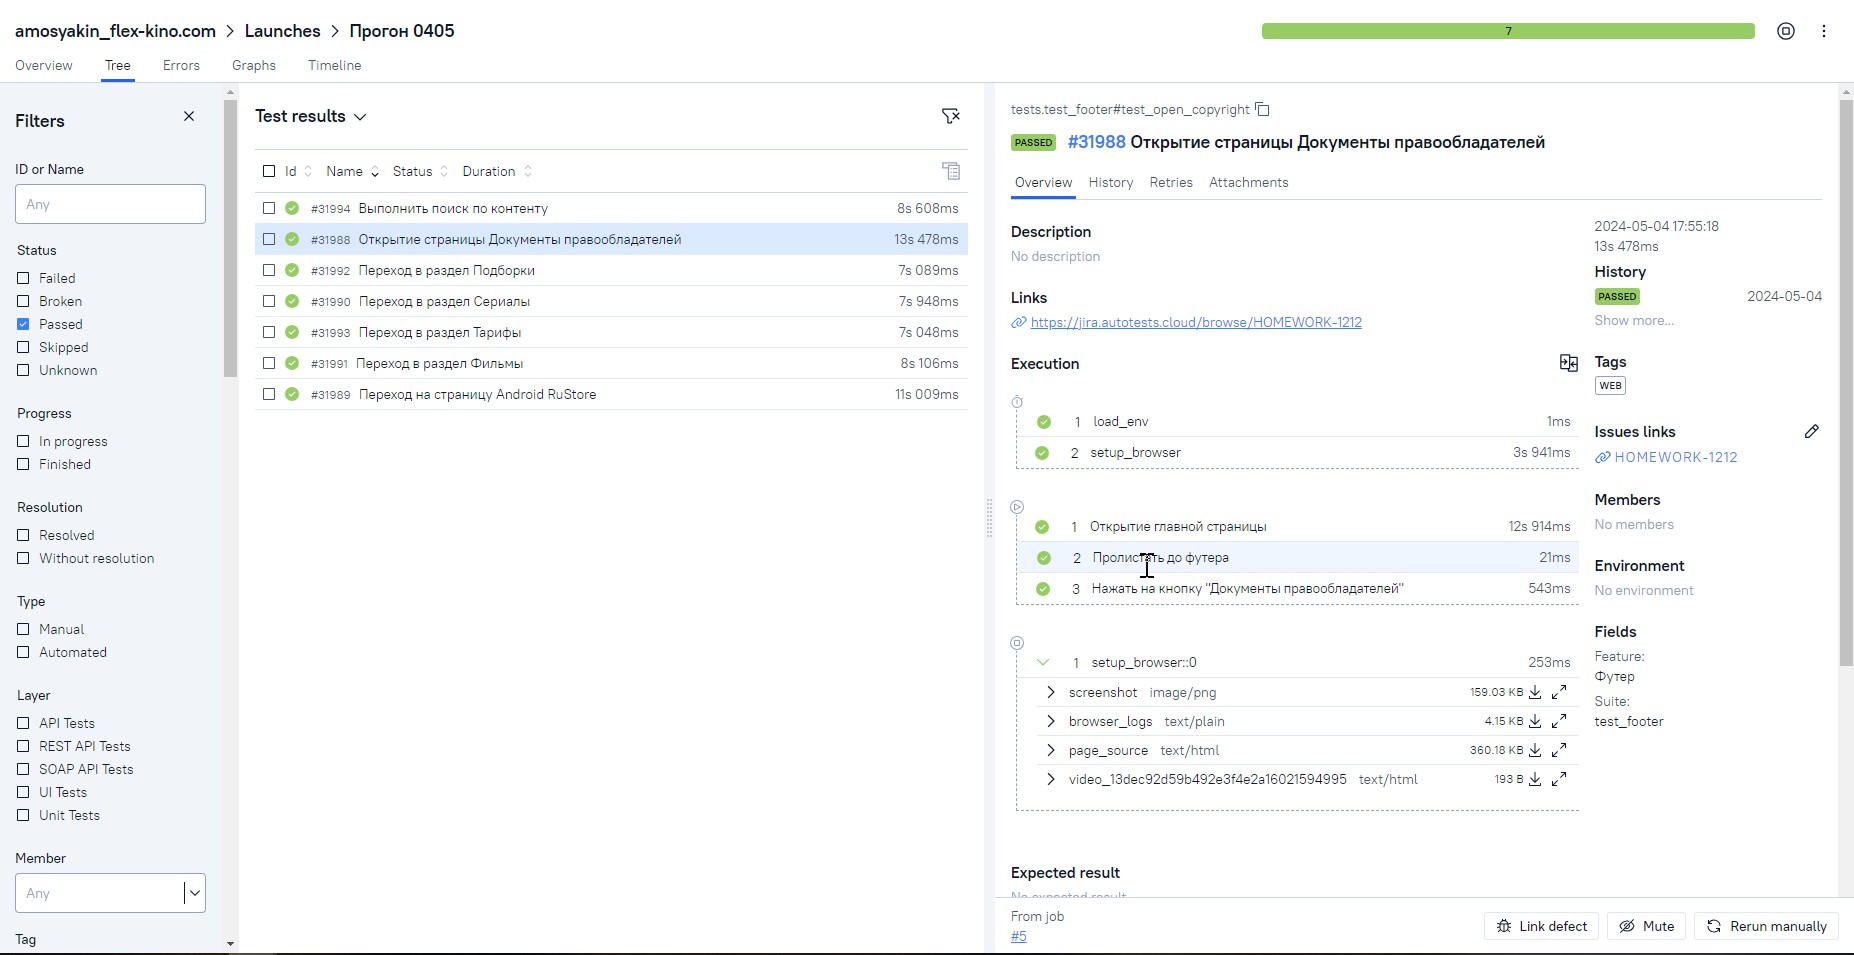 amosyakin_flex-kino.com > Launches > Прогон 0405
7
Overview Tree Errors Graphs Timeline
Filters
ID or Name
Any
Status
Failed
Broken
Passed
Skipped
Unknown
Progress
In progress
Finished
Resolution
Resolved
Without resolution
Type
Manual
Automated
Layer
API Tests
REST API Tests
SOAP API Tests
UI Tests
Unit Tests
Member
Any
Tag
Test results
Id Name Status Duration
#31994 Выполнить поиск по контенту 8s 608ms
#31988 Открытие страницы Документы правообладателей 13s 478ms
#31992 Переход в раздел Подборки 7s 089ms
#31990 Переход в раздел Сериалы 7s 948ms
#31993 Переход в раздел Тарифы 7s 048ms
#31991 Переход в раздел Фильмы 8s 106ms
#31989 Переход на страницу Android RuStore 11s 009ms
tests.test_footer#test_open_copyright
PASSED #31988 Открытие страницы Документы правообладателей
Overview History Retries Attachments
Description
No description
Links
https://jira.autotests.cloud/browse/HOMEWORK-1212
Execution
1 load_env 1ms
2 setup_browser 3s 941ms
1 Открытие главной страницы 12s 914ms
2 Пролистать до футера 21ms
3 Нажать на кнопку "Документы правообладателей" 543ms
1 setup_browser::0 253ms
screenshot image/png 159.03 KB
browser_logs text/plain 4.15 KB
page_source text/html 360.18 KB
video_13dec92d59b492e3f4e2a16021594995 text/html 193 B
Expected result
No expected result
2024-05-04 17:55:18
13s 478ms
History
PASSED 2024-05-04
Show more...
Tags
WEB
Issues links
HOMEWORK-1212
Members
No members
Environment
No environment
Fields
Feature:
Футер
Suite:
test_footer
From job
#5
Link defect Mute Rerun manually